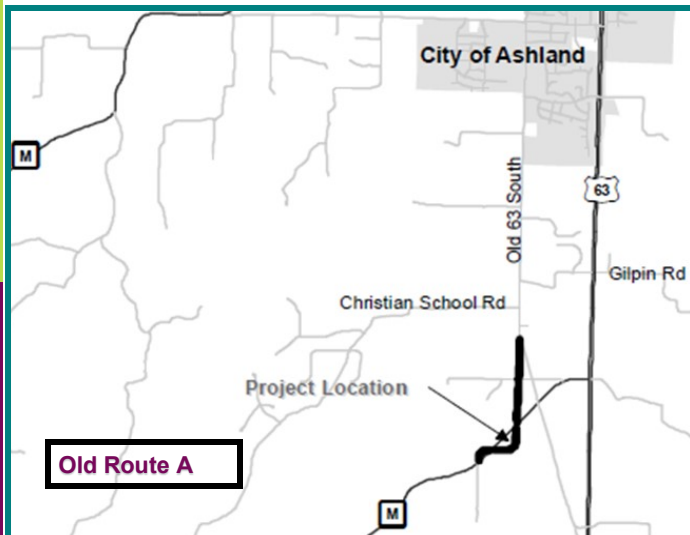 City of Ashland
M
63
Old 63 South
Gilpin Rd
Christian School Rd
Project Location
Old Route A
M